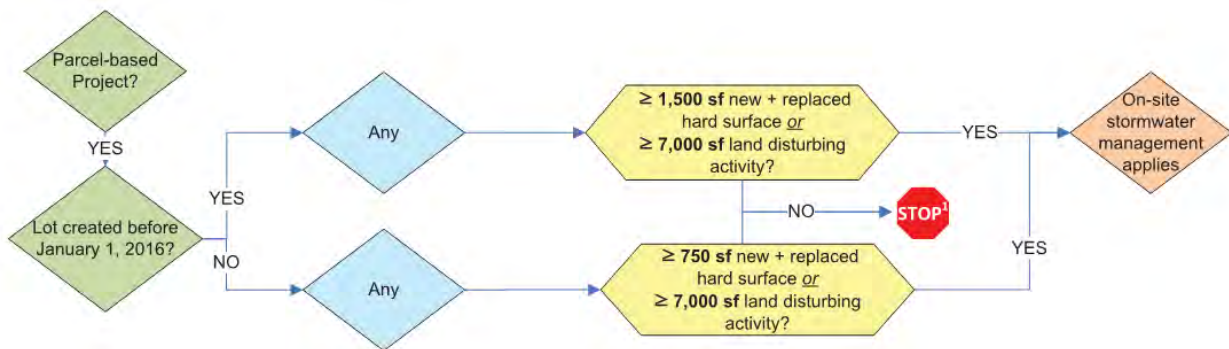 Parcel-based
Project?
YES
Lot created before
January 1, 2016?
YES
NO
Any
Any
≥ 1,500 sf new + replaced
hard surface or
≥ 7,000 sf land disturbing
activity?
NO
STOP1
≥ 750 sf new + replaced
hard surface or
≥ 7,000 sf land disturbing
activity?
YES
YES
On-site
stormwater
management
applies